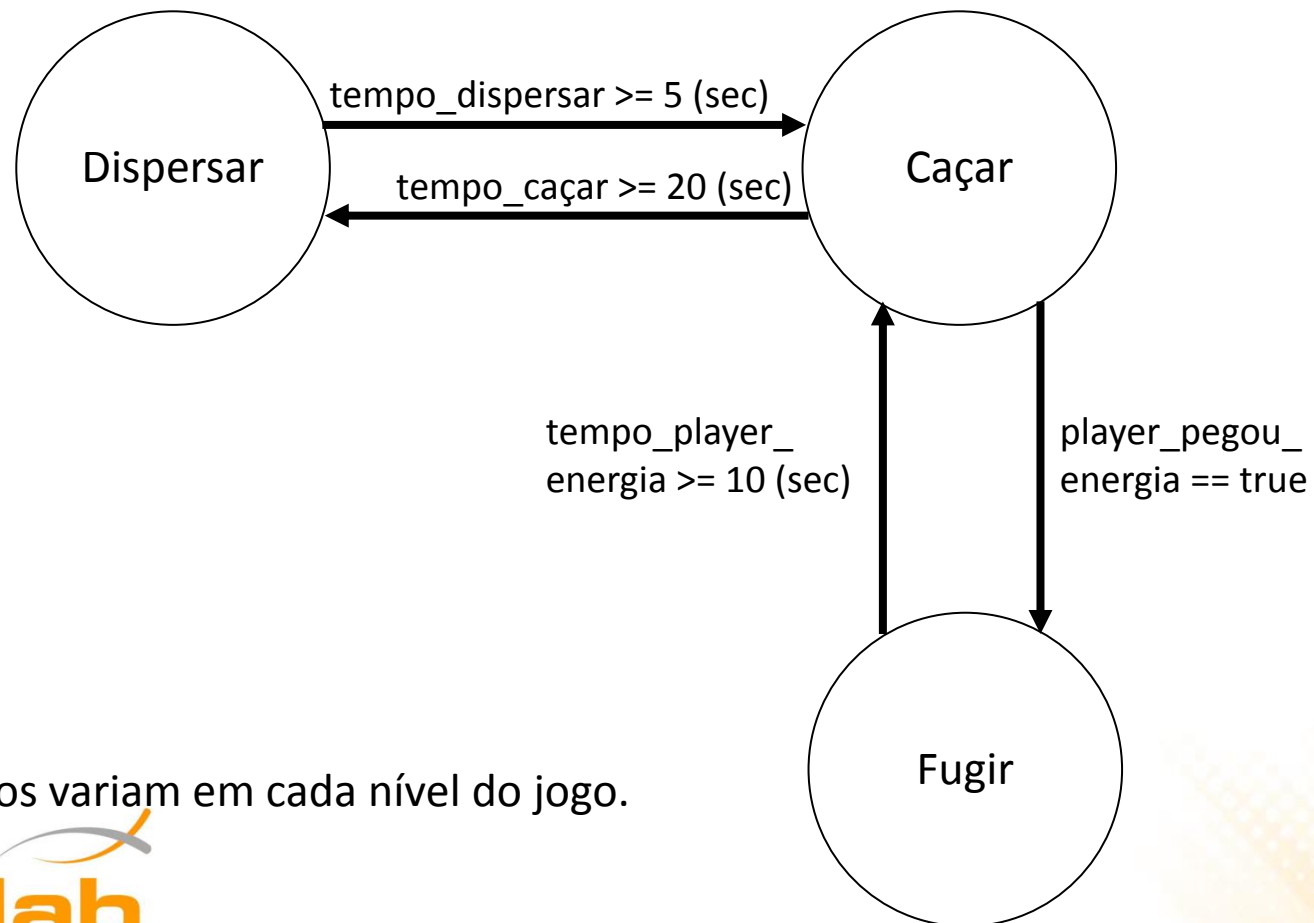 tempo_dispersar >= 5 (sec)
Dispersar
Caçar
tempo_caçar >= 20 (sec)
tempo_player_
energia >= 10 (sec)
player_pegou_
energia == true
Fugir
os variam em cada nível do jogo.
lab